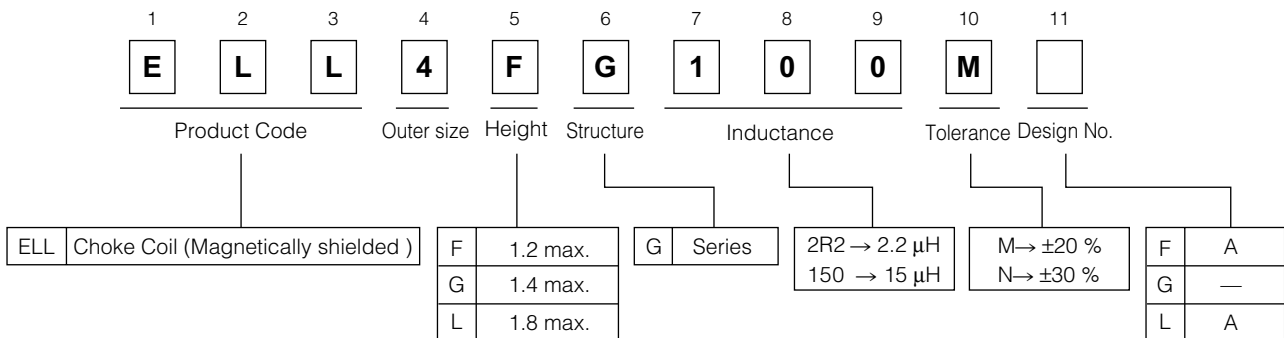 1 2 3 4 5 6 7 8 9 10 11
E L L 4 F G 1 0 0 M
Product Code Outer size Height Structure Inductance Tolerance Design No.
ELL Choke Coil (Magnetically shielded )
F 1.2 max.
G 1.4 max.
L 1.8 max.
G Series
2R2 → 2.2 μH
150 → 15 μH
M→ ±20 %
N→ ±30 %
F A
G —
L A